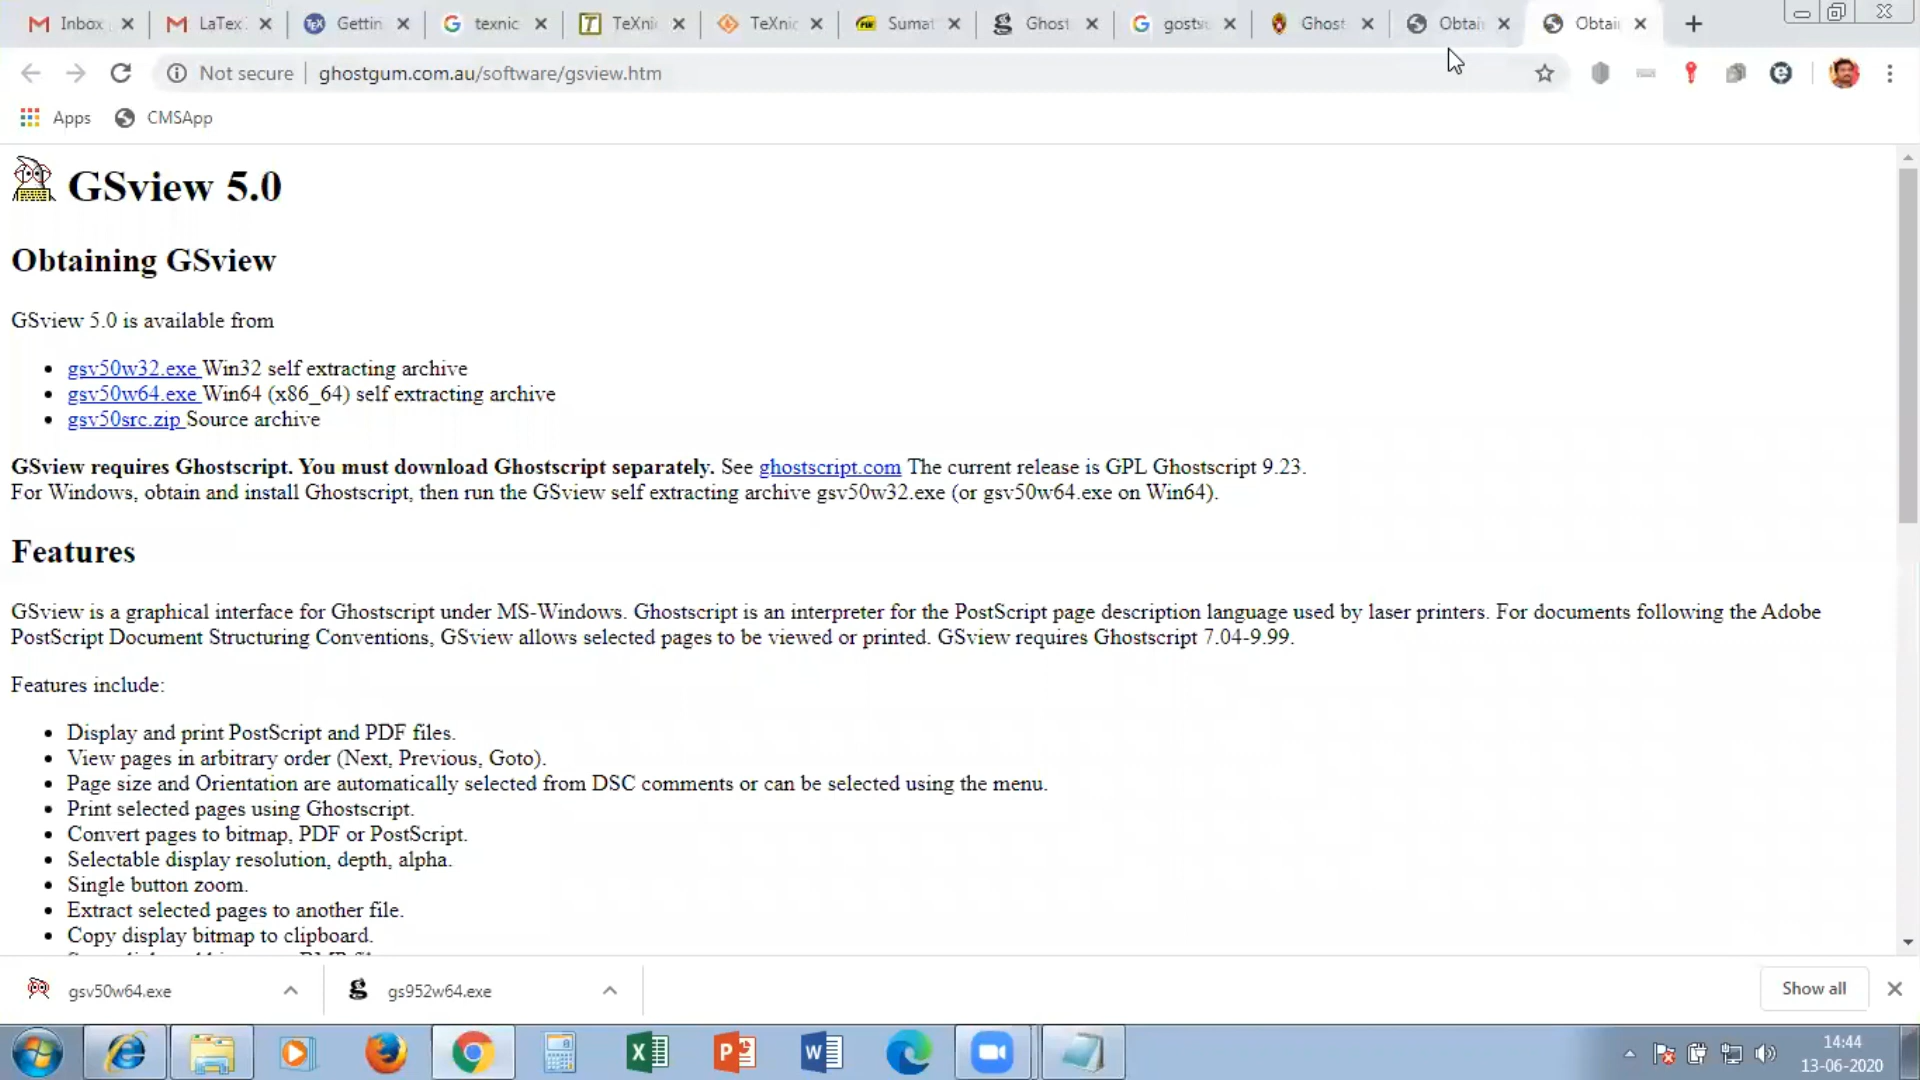 Inbox
LaTex
Gettin
texnic
TeXni
TeXnic
Sumat
Ghost
gosts
Ghost
Obtai
Obtai
Not secure
ghostgum.com.au/software/gsview.htm
Apps
CMSApp
GSview 5.0
Obtaining GSview
GSview 5.0 is available from
gsv50w32.exe Win32 self extracting archive
gsv50w64.exe Win64 (x86_64) self extracting archive
gsv50src.zip Source archive
GSview requires Ghostscript. You must download Ghostscript separately. See ghostscript.com The current release is GPL Ghostscript 9.23.
For Windows, obtain and install Ghostscript, then run the GSview self extracting archive gsv50w32.exe (or gsv50w64.exe on Win64).
Features
GSview is a graphical interface for Ghostscript under MS-Windows. Ghostscript is an interpreter for the PostScript page description language used by laser printers. For documents following the Adobe
PostScript Document Structuring Conventions, GSview allows selected pages to be viewed or printed. GSview requires Ghostscript 7.04-9.99.
Features include:
Display and print PostScript and PDF files.
View pages in arbitrary order (Next, Previous, Goto).
Page size and Orientation are automatically selected from DSC comments or can be selected using the menu.
Print selected pages using Ghostscript.
Convert pages to bitmap, PDF or PostScript.
Selectable display resolution, depth, alpha.
Single button zoom.
Extract selected pages to another file.
Copy display bitmap to clipboard.
gsv50w64.exe
gs952w64.exe
Show all
14:44
13-06-2020